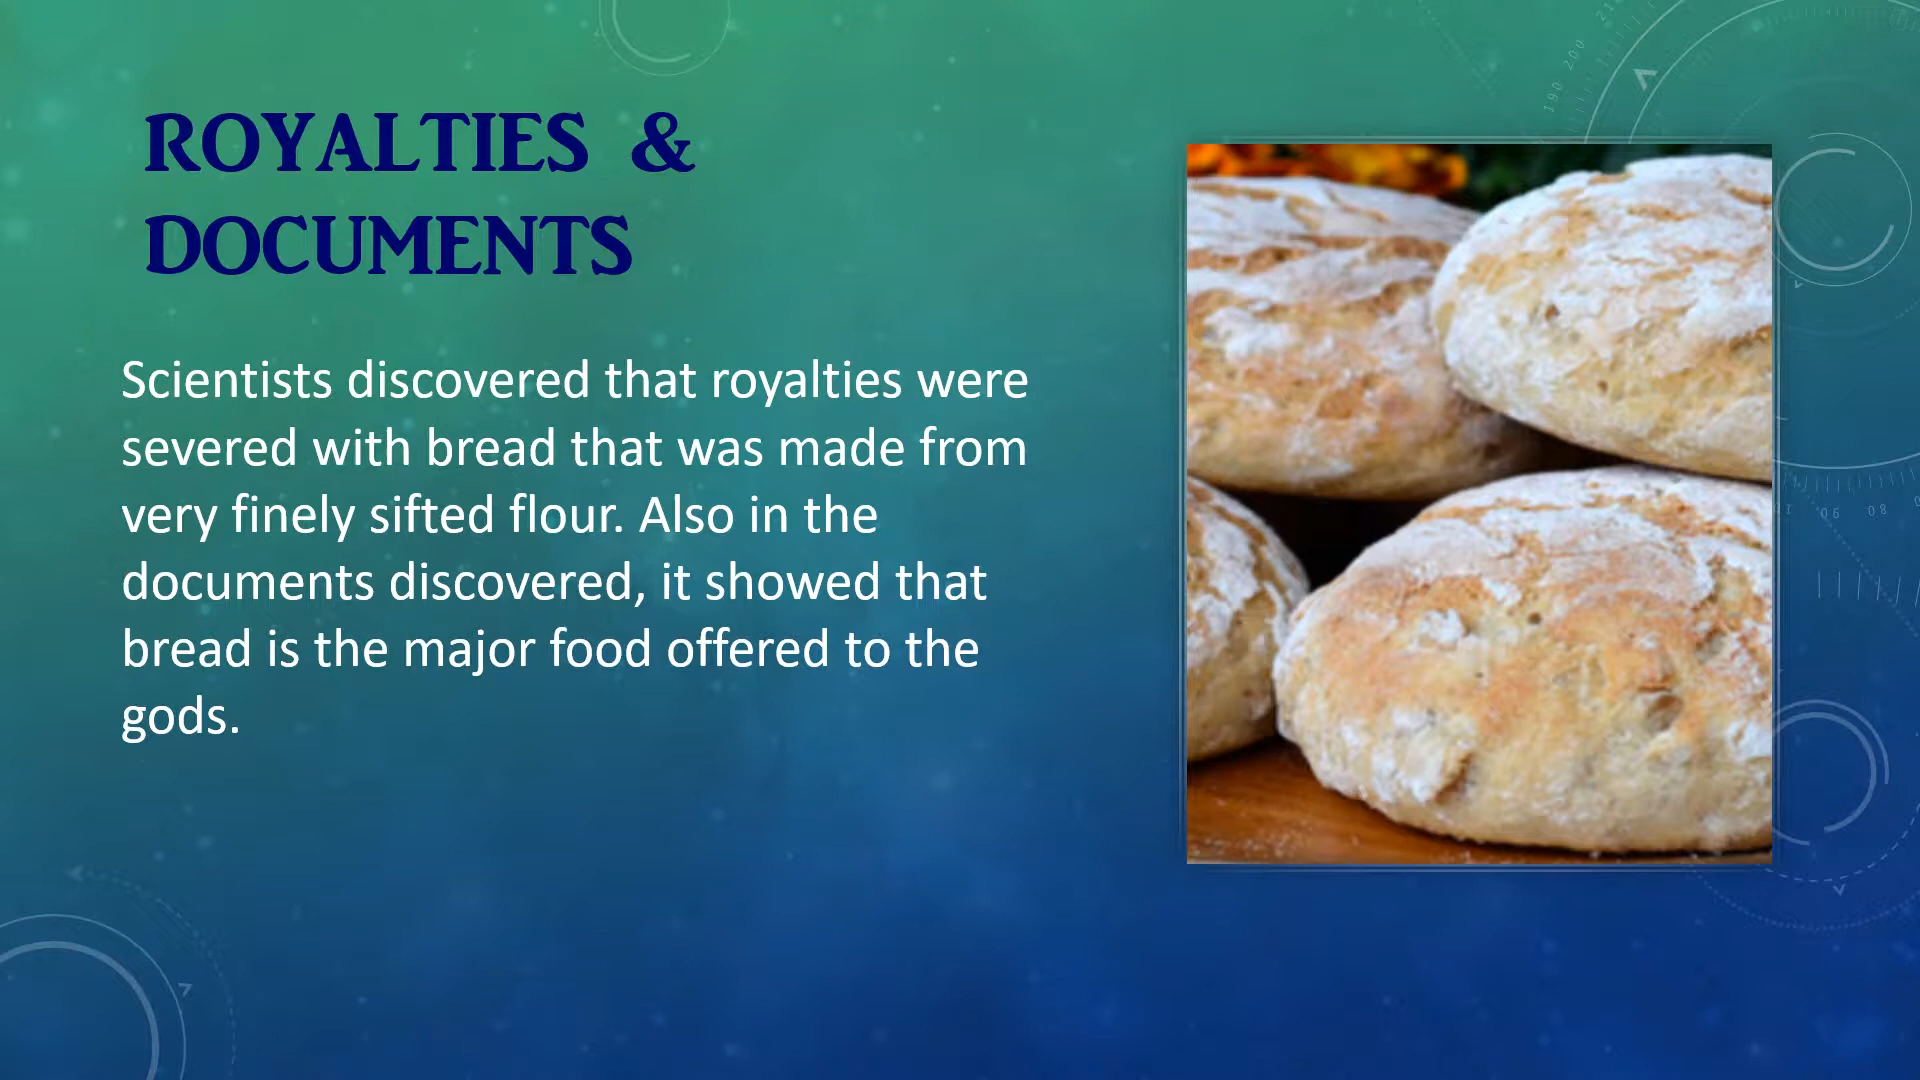 ROYALTIES &
DOCUMENTS
Scientists discovered that royalties were
severed with bread that was made from
very finely sifted flour. Also in the
documents discovered, it showed that
bread is the major food offered to the
gods.